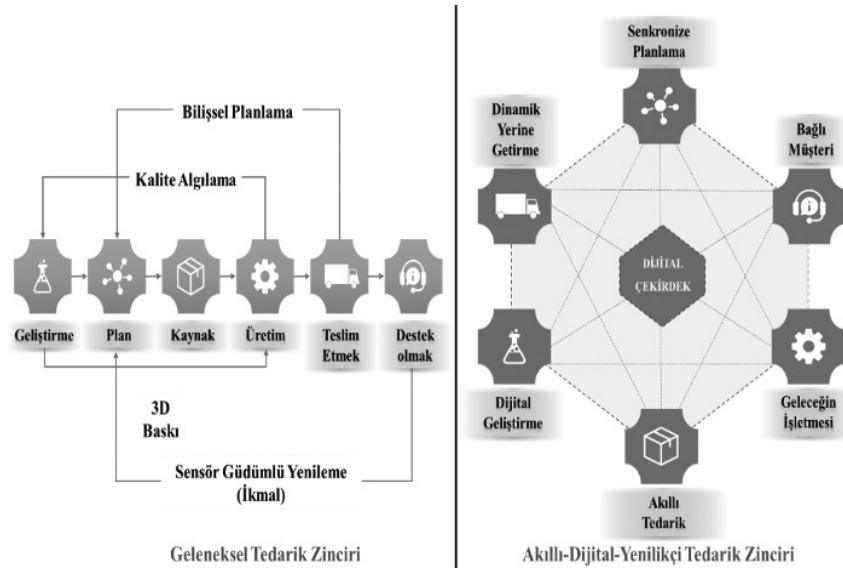 Bilişsel Planlama
Kalite Algılama
Geliştirme
Plan
Kaynak
Üretim
Teslim
Etmek
Destek
olmak
3D
Baskı
Sensör Güdümlü Yenileme
(İkmal)
Geleneksel Tedarik Zinciri
Senkronize
Planlama
Dinamik
Yerine
Getirme
Bağlı
Müşteri
DİJİTAL
ÇEKİRDEK
Dijital
Geliştirme
Geleceğin
İşletmesi
Akıllı
Tedarik
Akıllı-Dijital-Yenilikçi Tedarik Zinciri